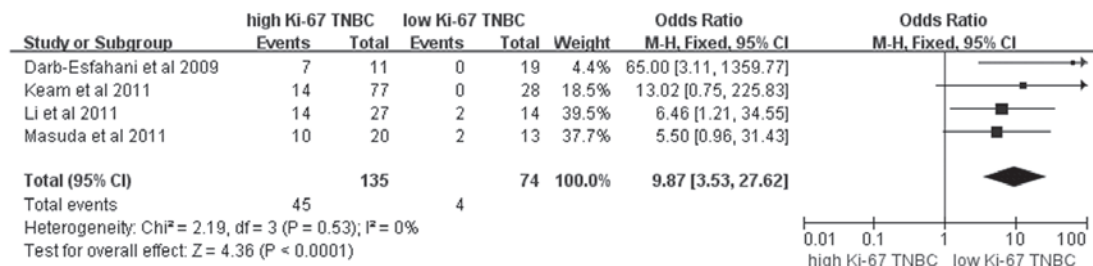 high Ki-67 TNBC low Ki-67 TNBC Odds Ratio Odds Ratio
Study or Subgroup Events Total Events Total Weight M-H, Fixed, 95% CI M-H, Fixed, 95% CI
Darb-Esfahani et al 2009 7 11 0 19 4.4% 65.00 [3.11, 1359.77]
Keam et al 2011 14 77 0 28 18.5% 13.02 [0.75, 225.83]
Li et al 2011 14 27 2 14 39.5% 6.46 [1.21, 34.55]
Masuda et al 2011 10 20 2 13 37.7% 5.50 [0.96, 31.43]
Total (95% CI) 135 74 100.0% 9.87 [3.53, 27.62]
Total events 45 4
Heterogeneity: Chi² = 2.19, df = 3 (P = 0.53); I² = 0%
Test for overall effect: Z = 4.36 (P < 0.0001)
0.01 0.1 1 10 100
high Ki-67 TNBC low Ki-67 TNBC